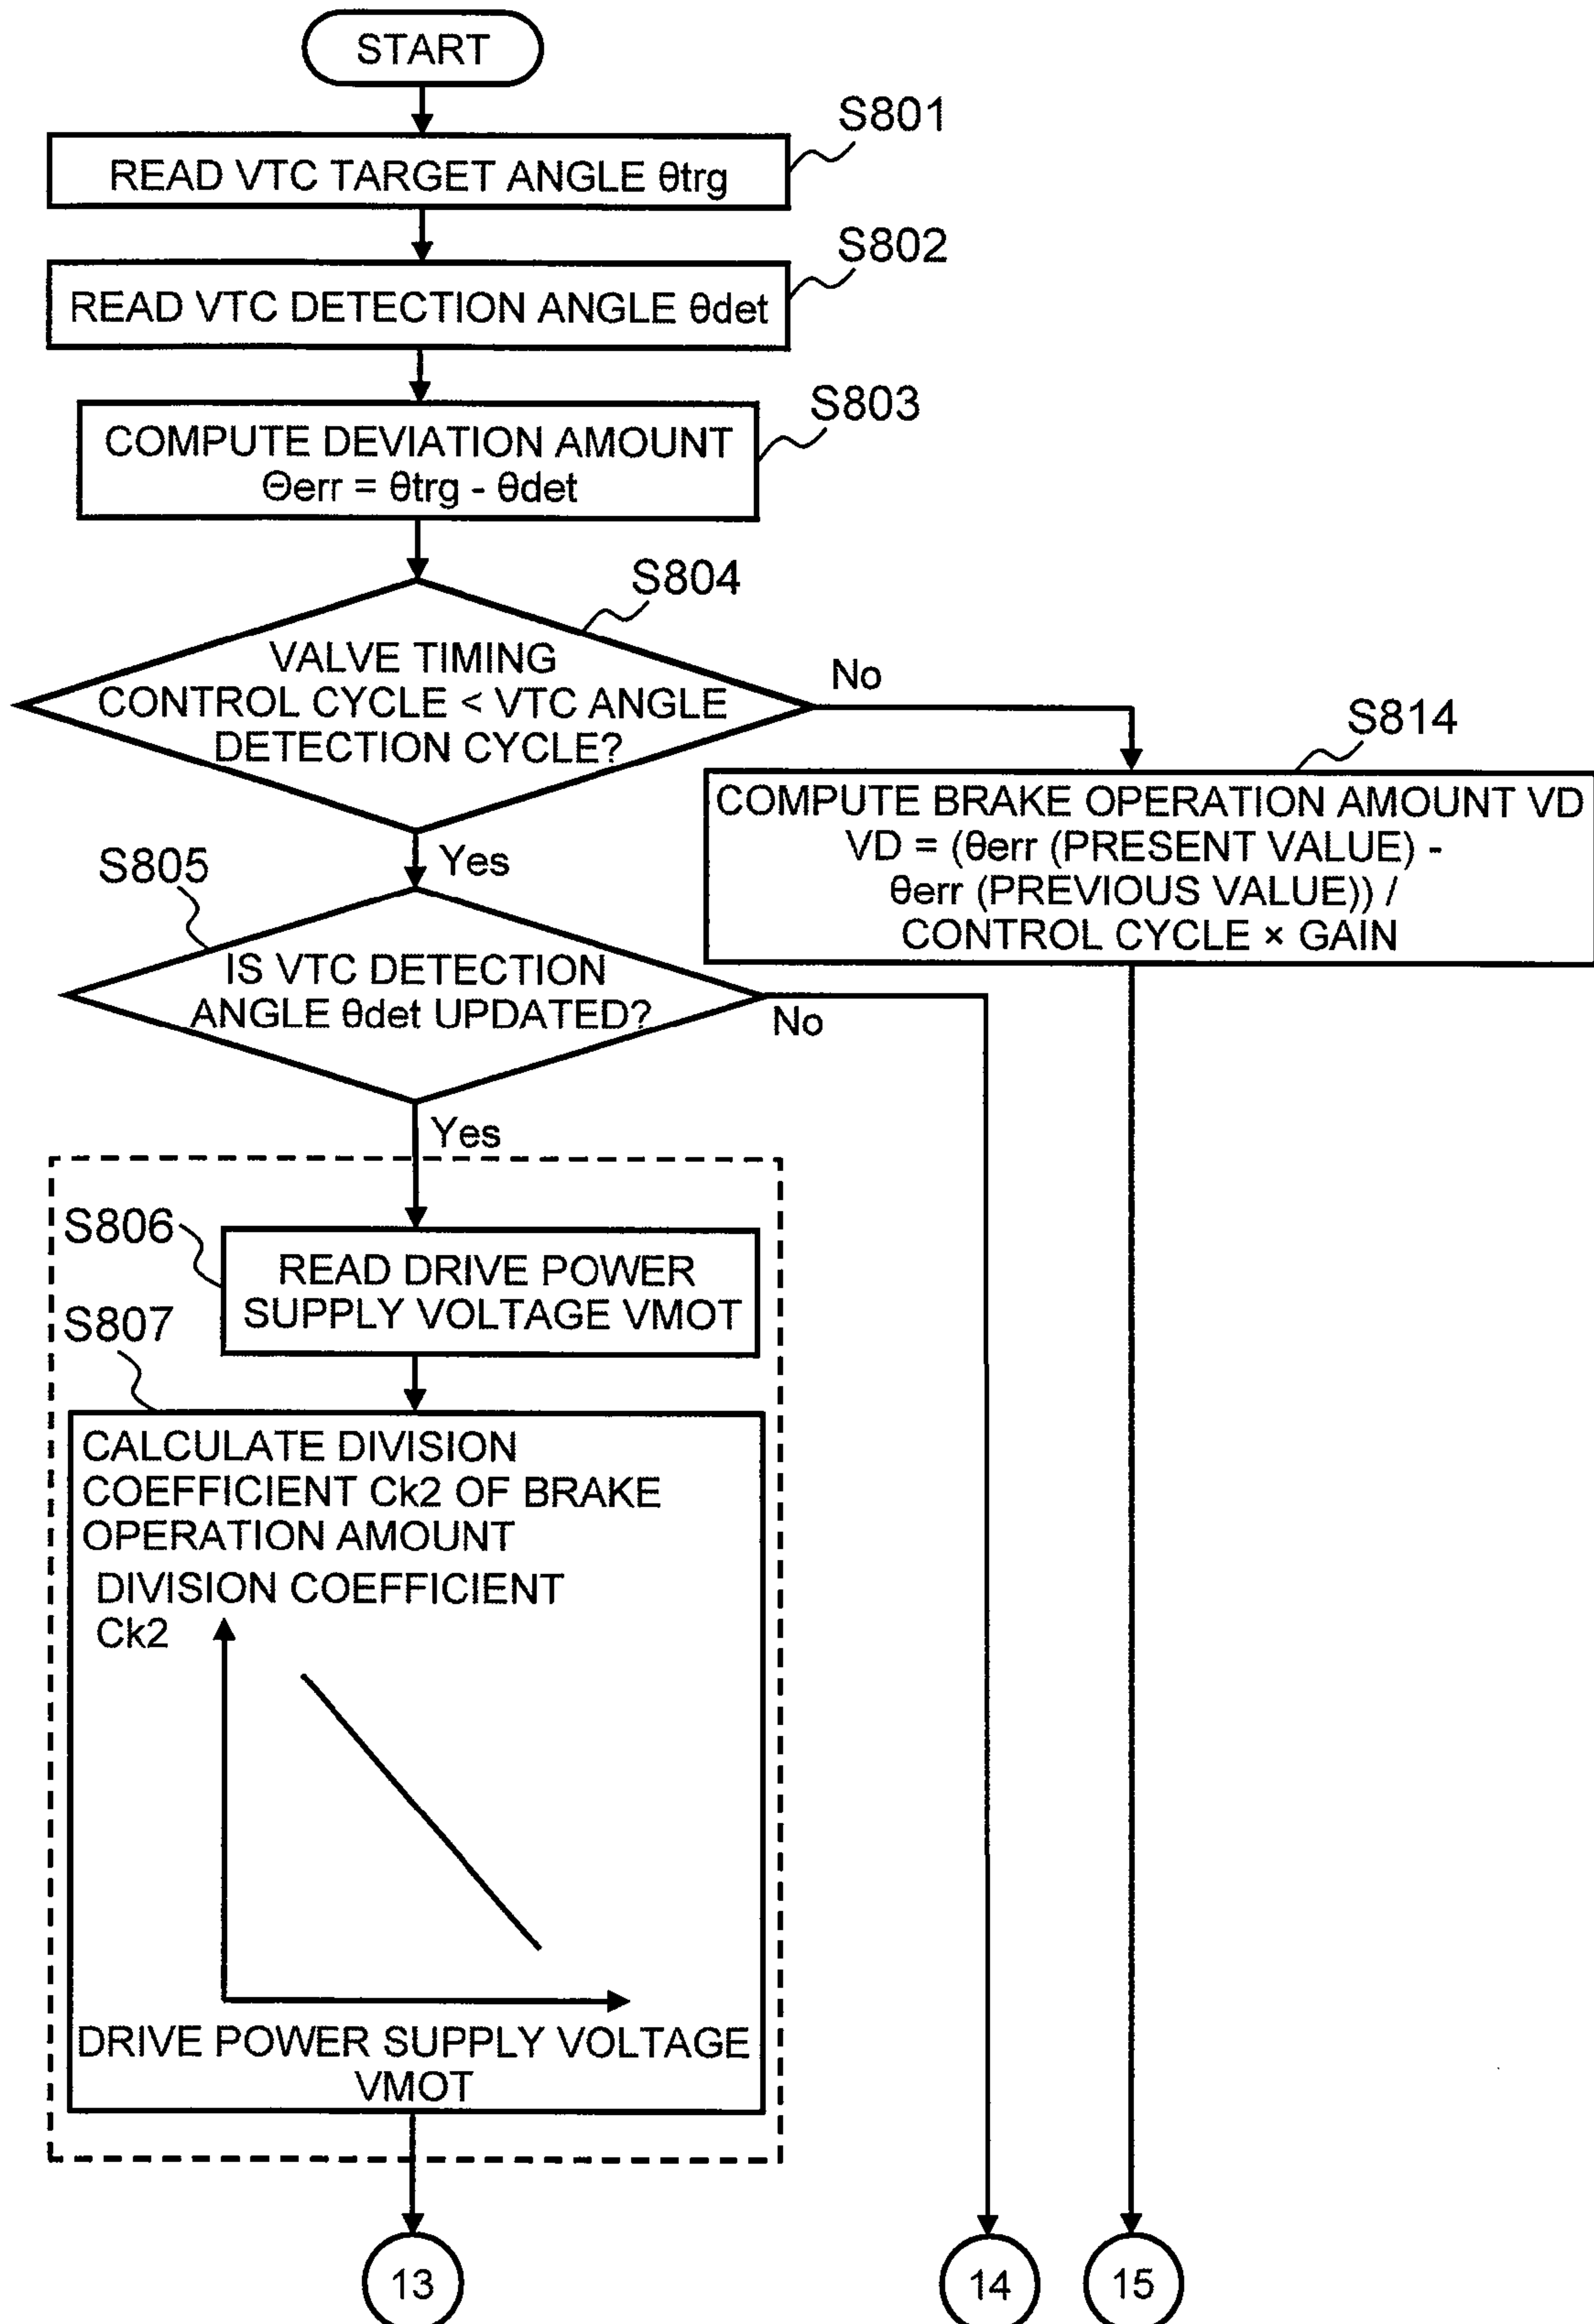 START
S801
READ VTC TARGET ANGLE θtrg
S802
READ VTC DETECTION ANGLE θdet
S803
COMPUTE DEVIATION AMOUNT
Θerr = θtrg - θdet
S804
VALVE TIMING
CONTROL CYCLE < VTC ANGLE
DETECTION CYCLE?
No
Yes
S814
COMPUTE BRAKE OPERATION AMOUNT VD
VD = (θerr (PRESENT VALUE) -
θerr (PREVIOUS VALUE)) /
CONTROL CYCLE × GAIN
S805
IS VTC DETECTION
ANGLE θdet UPDATED?
No
Yes
S806
READ DRIVE POWER
SUPPLY VOLTAGE VMOT
S807
CALCULATE DIVISION
COEFFICIENT Ck2 OF BRAKE
OPERATION AMOUNT
DIVISION COEFFICIENT
Ck2
DRIVE POWER SUPPLY VOLTAGE
VMOT
13
14
15